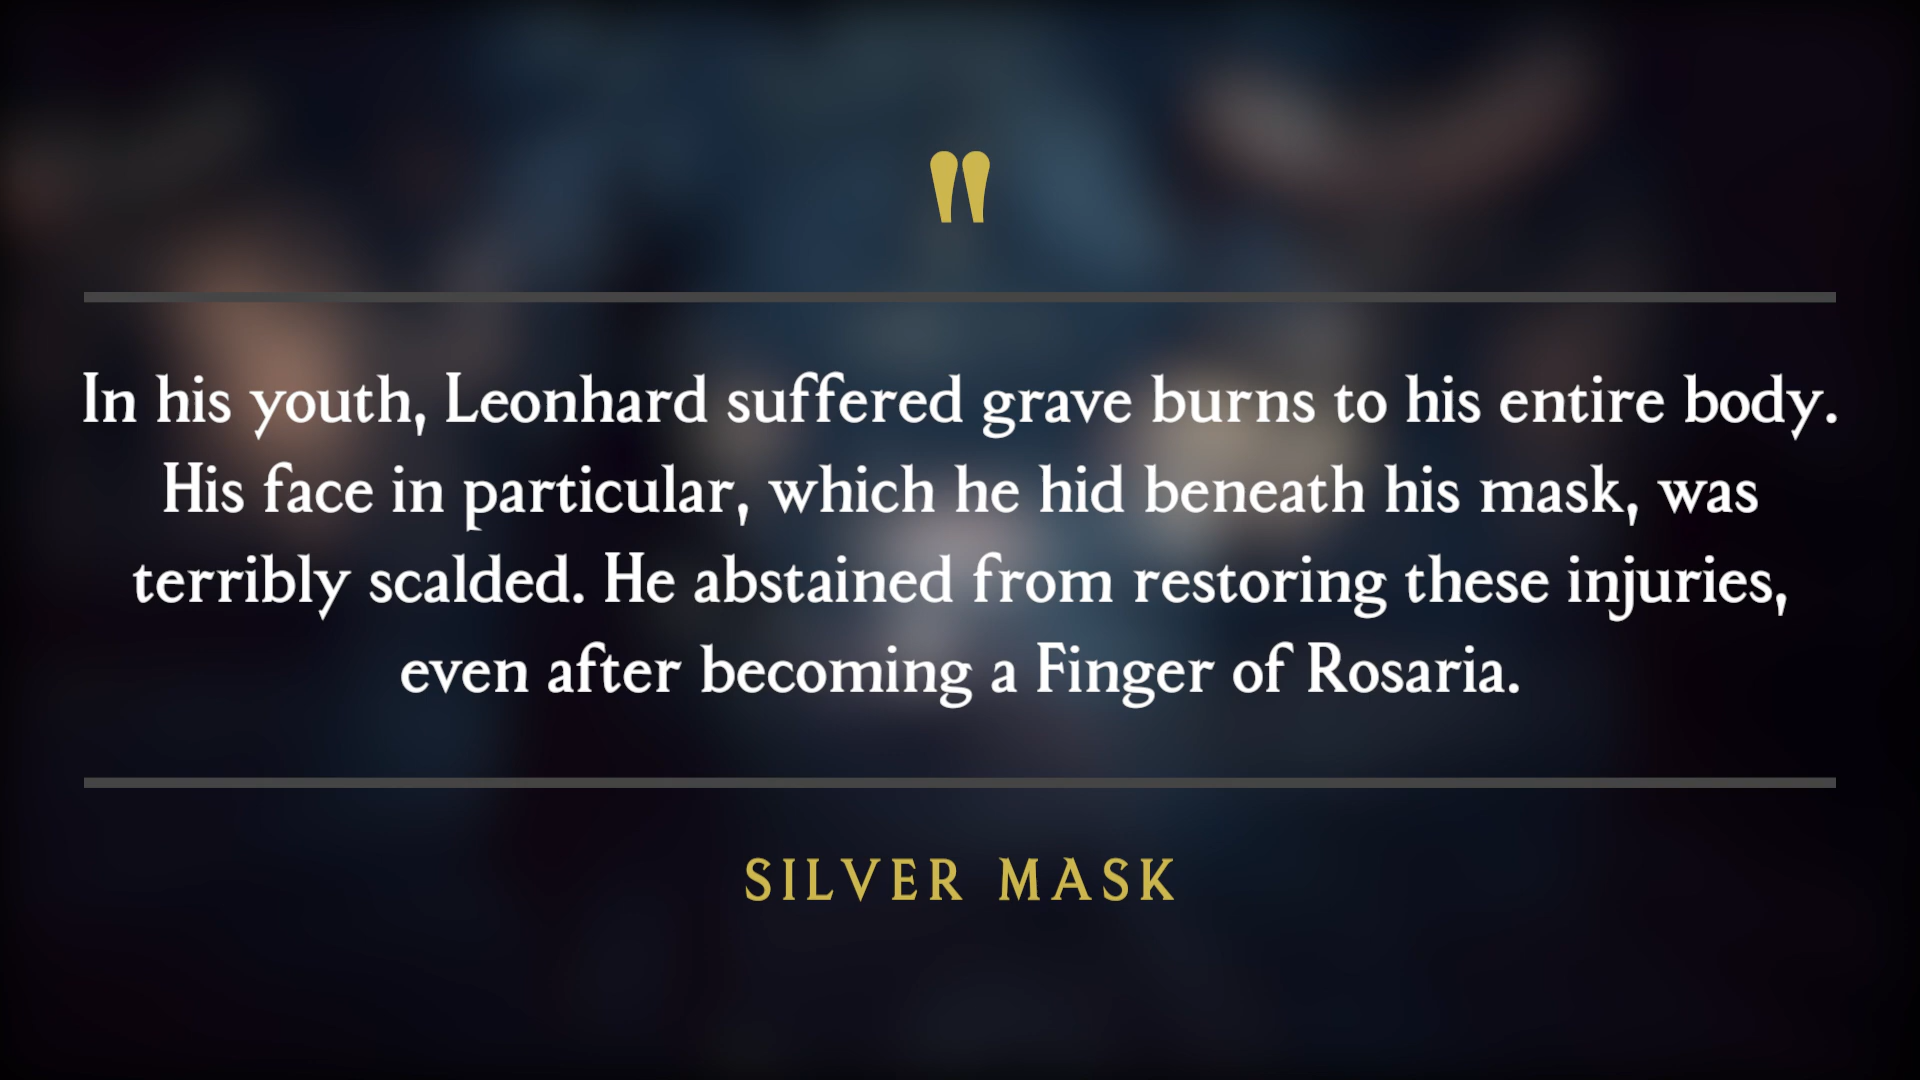 "
In his youth, Leonhard suffered grave burns to his entire body.
His face in particular, which he hid beneath his mask, was
terribly scalded. He abstained from restoring these injuries,
even after becoming a Finger of Rosaria.
SILVER MASK